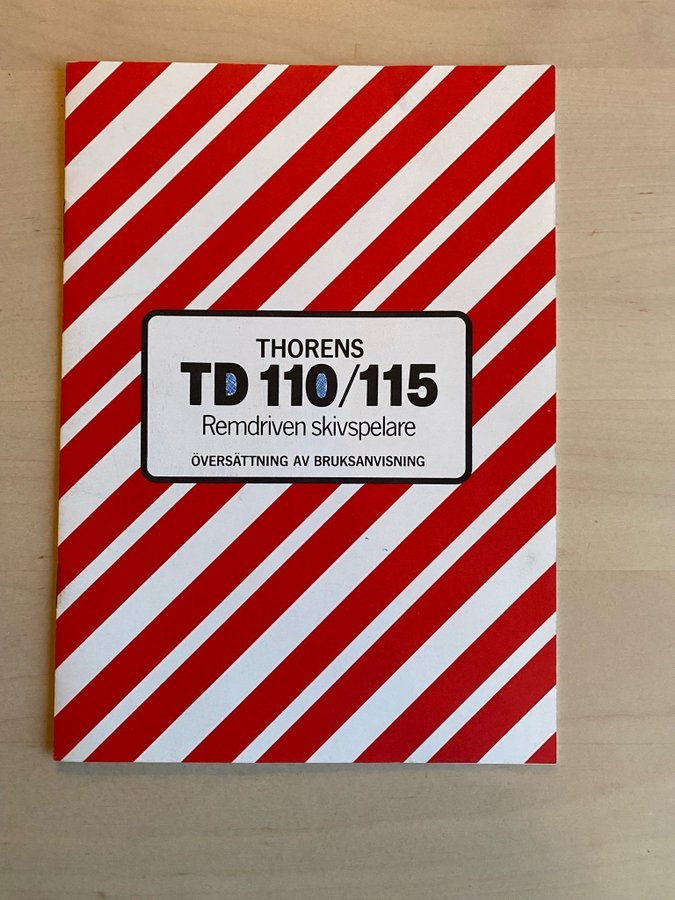 THORENS
TD 110/115
Remdriven skivspelare
ÖVERSÄTTNING AV BRUKSANVISNING